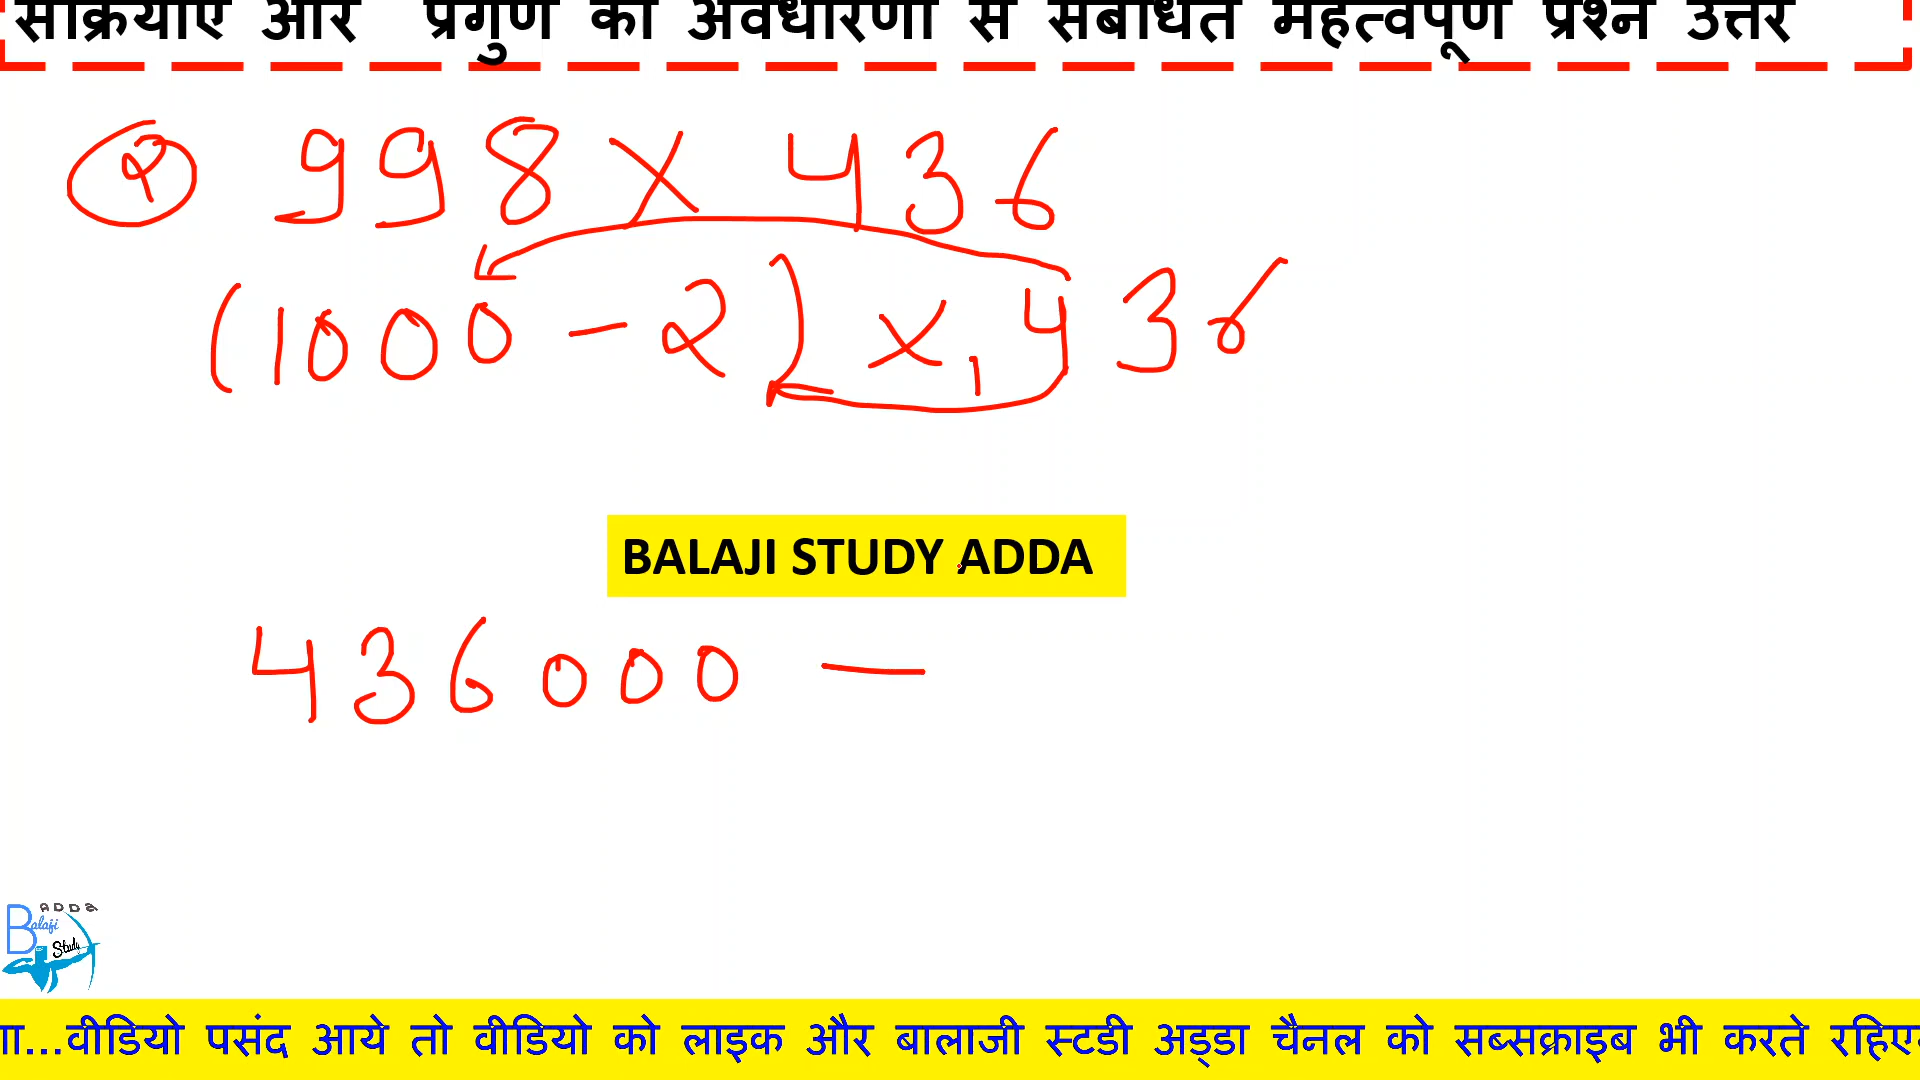 सक्रियाए और प्रगुण की अवधारणा से संबंधित महत्वपूर्ण प्रश्न उत्तर
2 998 × 436
(1000 - 2) × 436
BALAJI STUDY ADDA
436000 -
ADDA
Balaji
Study
...वीडियो पसंद आये तो वीडियो को लाइक और बालाजी स्टडी अड्डा चैनल को सब्सक्राइब भी करते रहिए